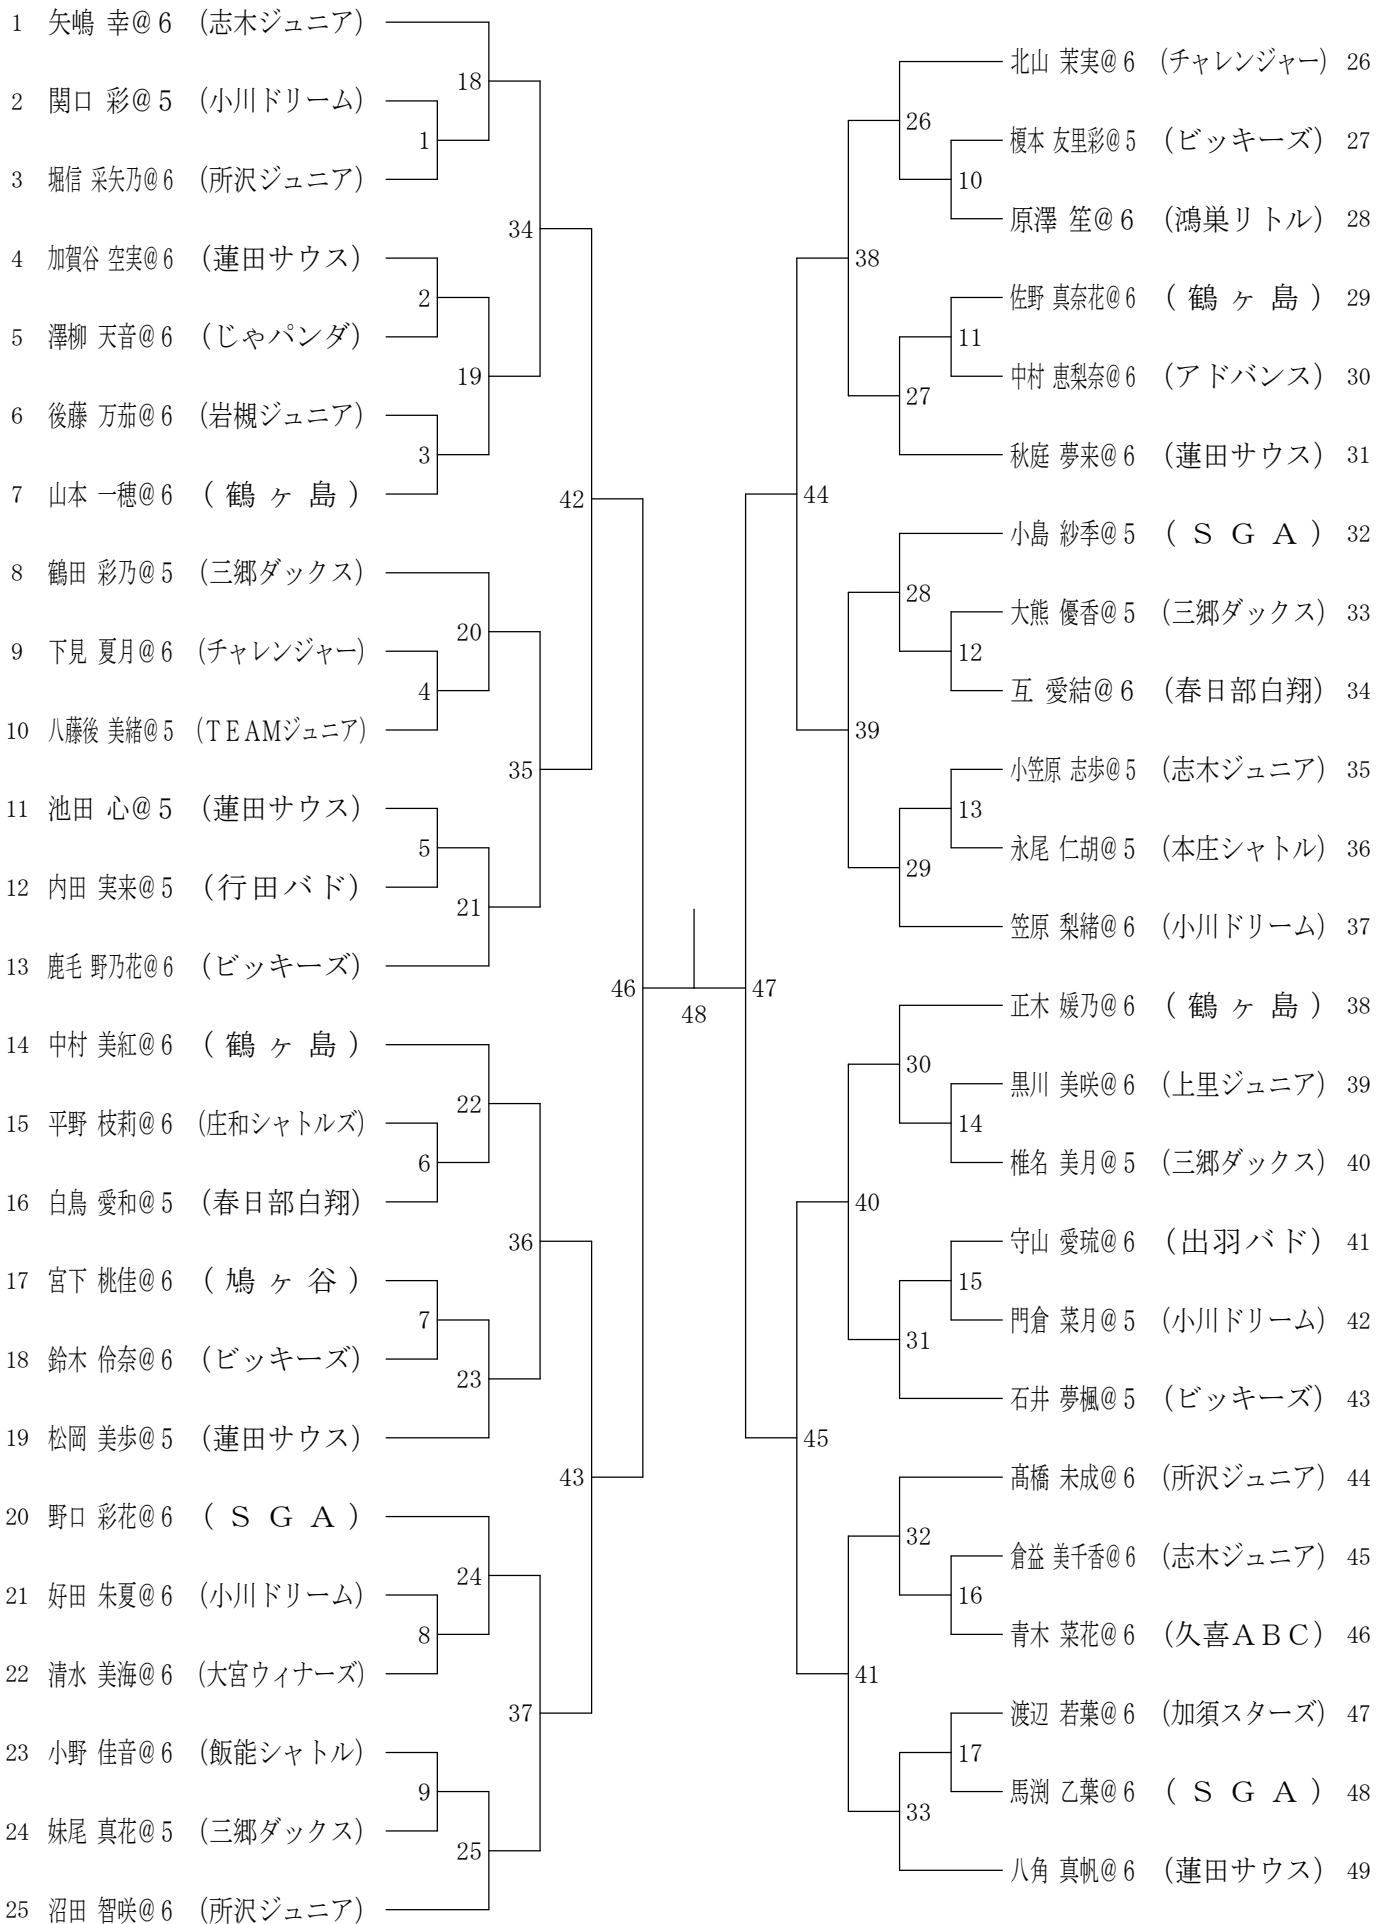 1 矢嶋 幸@６ (志木ジュニア)
18
2 関口 彩@５ (小川ドリーム)
1
3 堀信 采矢乃@６ (所沢ジュニア)
34
4 加賀谷 空実@６ (蓮田サウス)
2
5 澤柳 天音@６ (じゃパンダ)
19
6 後藤 万茄@６ (岩槻ジュニア)
3
7 山本 一穂@６ (鶴ヶ島)
42
8 鶴田 彩乃@５ (三郷ダックス)
20
9 下見 夏月@６ (チャレンジャー)
4
10 八藤後 美緒@５ (ＴＥＡＭジュニア)
35
11 池田 心@５ (蓮田サウス)
5
12 内田 実来@５ (行田バド)
21
13 鹿毛 野乃花@６ (ビッキーズ)
46
14 中村 美紅@６ (鶴ヶ島)
22
15 平野 枝莉@６ (庄和シャトルズ)
6
16 白鳥 愛和@５ (春日部白翔)
36
17 宮下 桃佳@６ (鳩ヶ谷)
7
18 鈴木 伶奈@６ (ビッキーズ)
23
19 松岡 美歩@５ (蓮田サウス)
43
20 野口 彩花@６ (ＳＧＡ)
24
21 好田 朱夏@６ (小川ドリーム)
8
22 清水 美海@６ (大宮ウィナーズ)
37
23 小野 佳音@６ (飯能シャトル)
9
24 妹尾 真花@５ (三郷ダックス)
25
25 沼田 智咲@６ (所沢ジュニア)
48
北山 茉実@６ (チャレンジャー) 26
26
榎本 友里彩@５ (ビッキーズ) 27
10
原澤 笙@６ (鴻巣リトル) 28
38
佐野 真奈花@６ (鶴ヶ島) 29
11
中村 恵梨奈@６ (アドバンス) 30
27
秋庭 夢来@６ (蓮田サウス) 31
44
小島 紗季@５ (ＳＧＡ) 32
28
大熊 優香@５ (三郷ダックス) 33
12
互 愛結@６ (春日部白翔) 34
39
小笠原 志歩@５ (志木ジュニア) 35
13
永尾 仁胡@５ (本庄シャトル) 36
29
笠原 梨緒@６ (小川ドリーム) 37
47
正木 媛乃@６ (鶴ヶ島) 38
30
黒川 美咲@６ (上里ジュニア) 39
14
椎名 美月@５ (三郷ダックス) 40
40
守山 愛琉@６ (出羽バド) 41
15
門倉 菜月@５ (小川ドリーム) 42
31
石井 夢楓@５ (ビッキーズ) 43
45
髙橋 未成@６ (所沢ジュニア) 44
32
倉益 美千香@６ (志木ジュニア) 45
16
青木 菜花@６ (久喜ＡＢＣ) 46
41
渡辺 若葉@６ (加須スターズ) 47
17
馬渕 乙葉@６ (ＳＧＡ) 48
33
八角 真帆@６ (蓮田サウス) 49